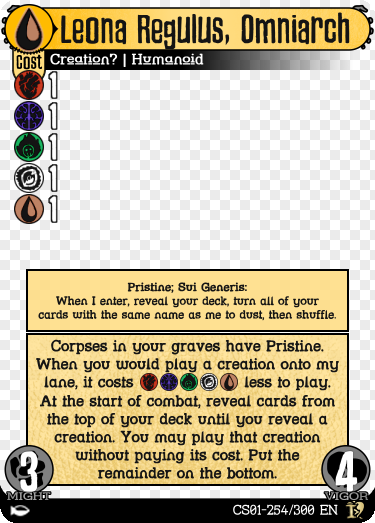 Leona Regulus, Omniarch
Cost
Creation? | Humanoid
1
1
1
1
1
Pristine; Sui Generis:
When I enter, reveal your deck, turn all of your
cards with the same name as me to dust, then shuffle.
Corpses in your graves have Pristine.
When you would play a creation onto my
lane, it costs less to play.
At the start of combat, reveal cards from
the top of your deck until you reveal a
creation. You may play that creation
without paying its cost. Put the
remainder on the bottom.
3
MIGHT
4
VIGOR
CS01-254/300 EN